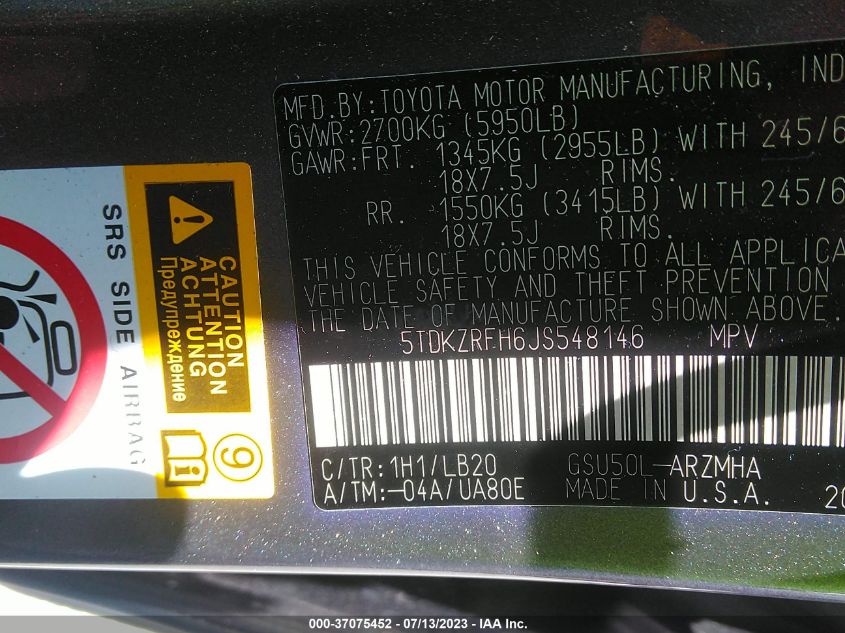 MFD.BY:TOYOTA MOTOR MANUFACTURING, IND
GVWR:2700KG (5950LB)
GAWR:FRT. 1345KG (2955LB) WITH 245/6
18X7.5J RIMS.
RR. 1550KG (3415LB) WITH 245/6
18X7.5J RIMS.
THIS VEHICLE CONFORMS TO ALL APPLICA
VEHICLE SAFETY AND THEFT PREVENTION
THE DATE OF MANUFACTURE SHOWN ABOVE.
5TDKZRFH6JS548146 MPV
C/TR:1H1/LB20 GSU50L-ARZMHA
A/TM:-04A/UA80E MADE IN U.S.A. 20
SRS SIDE AIRBAG
CAUTION
ATTENTION
ACHTUNG
Предупреждение
9
000-37075452 - 07/13/2023 - IAA Inc.